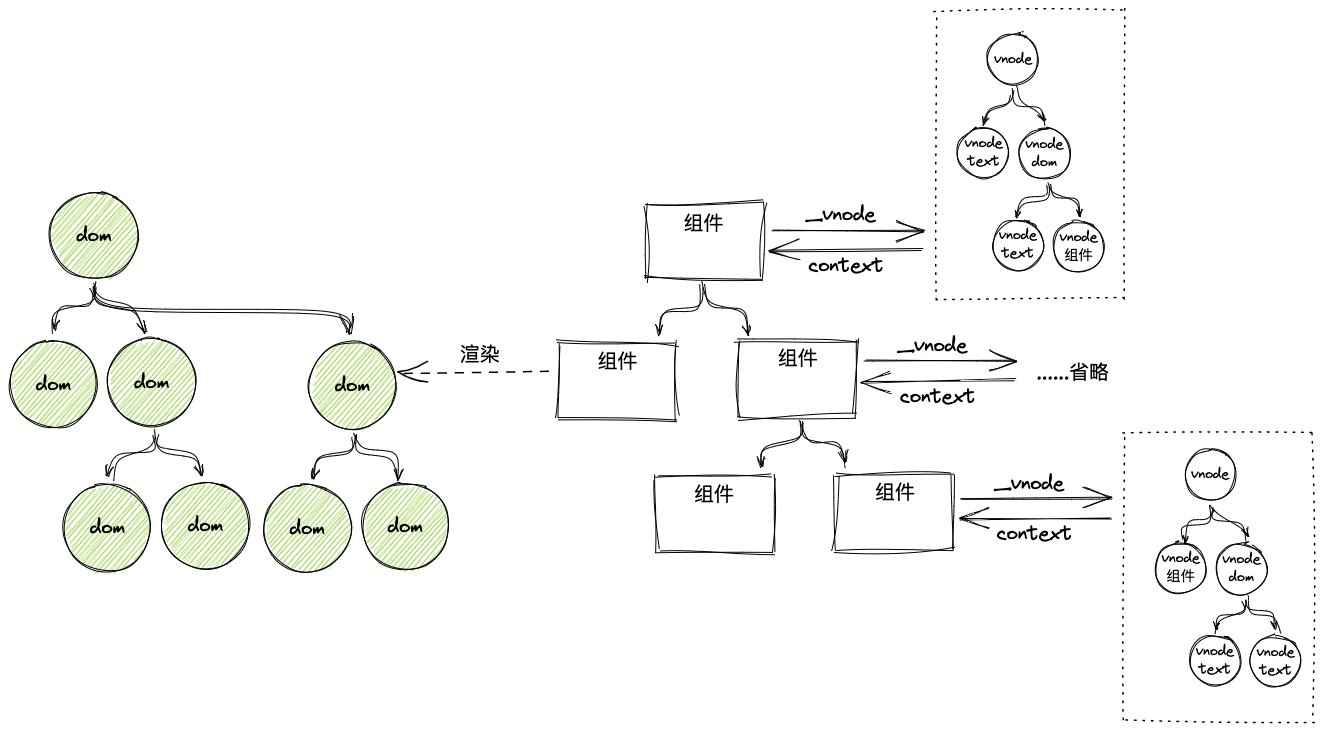 vnode
vnode
text
vnode
dom
vnode
text
vnode
组件
dom
组件
_vnode
context
dom
dom
dom
渲染
组件
组件
_vnode
context
......省略
dom
dom
dom
dom
组件
组件
_vnode
context
vnode
vnode
组件
vnode
dom
vnode
text
vnode
text